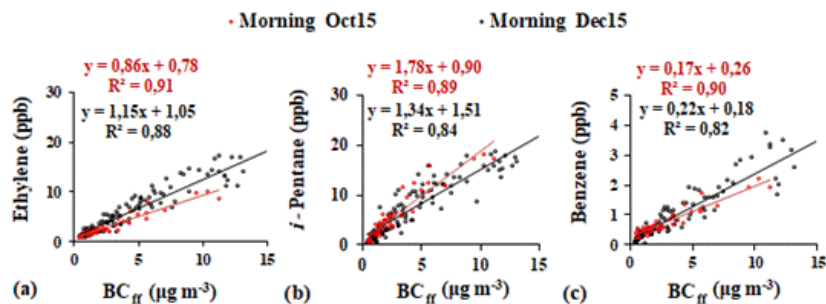 Morning Oct15 Morning Dec15
y = 0,86x + 0,78
R² = 0,91
y = 1,15x + 1,05
R² = 0,88
Ethylene (ppb)
30
20
10
0
0 5 10 15
(a) BCff (µg m-3)
y = 1,78x + 0,90
R² = 0,89
y = 1,34x + 1,51
R² = 0,84
i - Pentane (ppb)
30
20
10
0
0 5 10 15
(b) BCff (µg m-3)
y = 0,17x + 0,26
R² = 0,90
y = 0,22x + 0,18
R² = 0,82
Benzene (ppb)
5
4
3
2
1
0
0 5 10 15
(c) BCff (µg m-3)